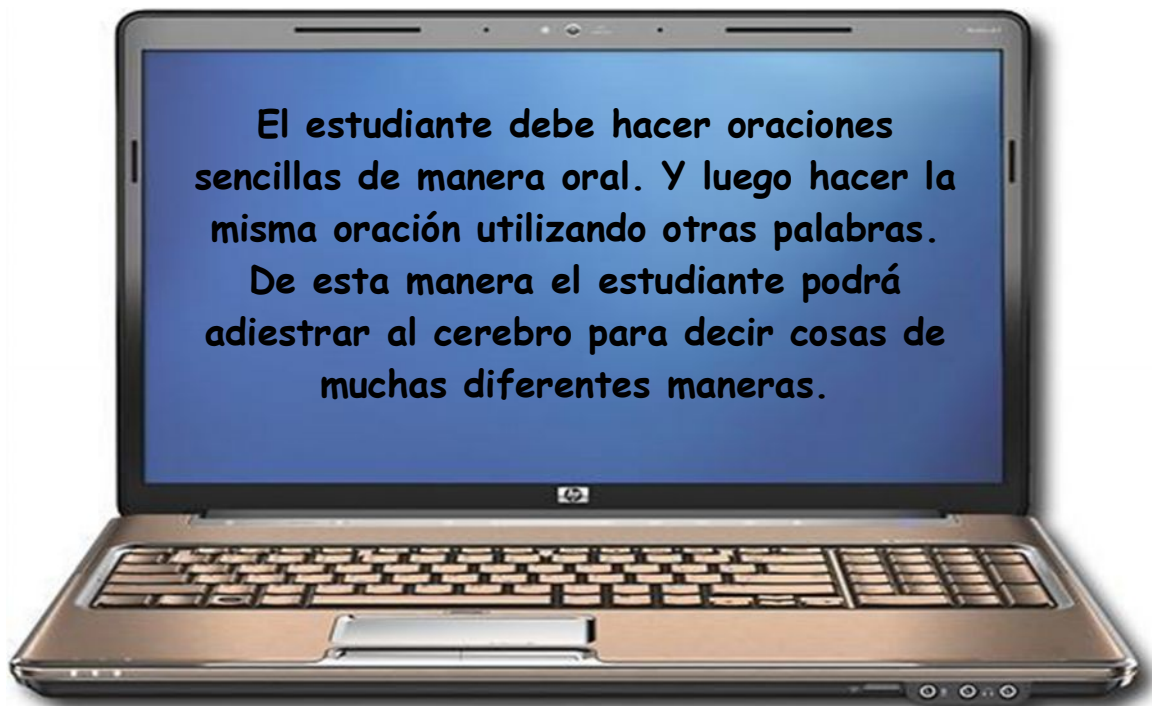 El estudiante debe hacer oraciones
sencillas de manera oral. Y luego hacer la
misma oración utilizando otras palabras.
De esta manera el estudiante podrá
adiestrar al cerebro para decir cosas de
muchas diferentes maneras.
hp